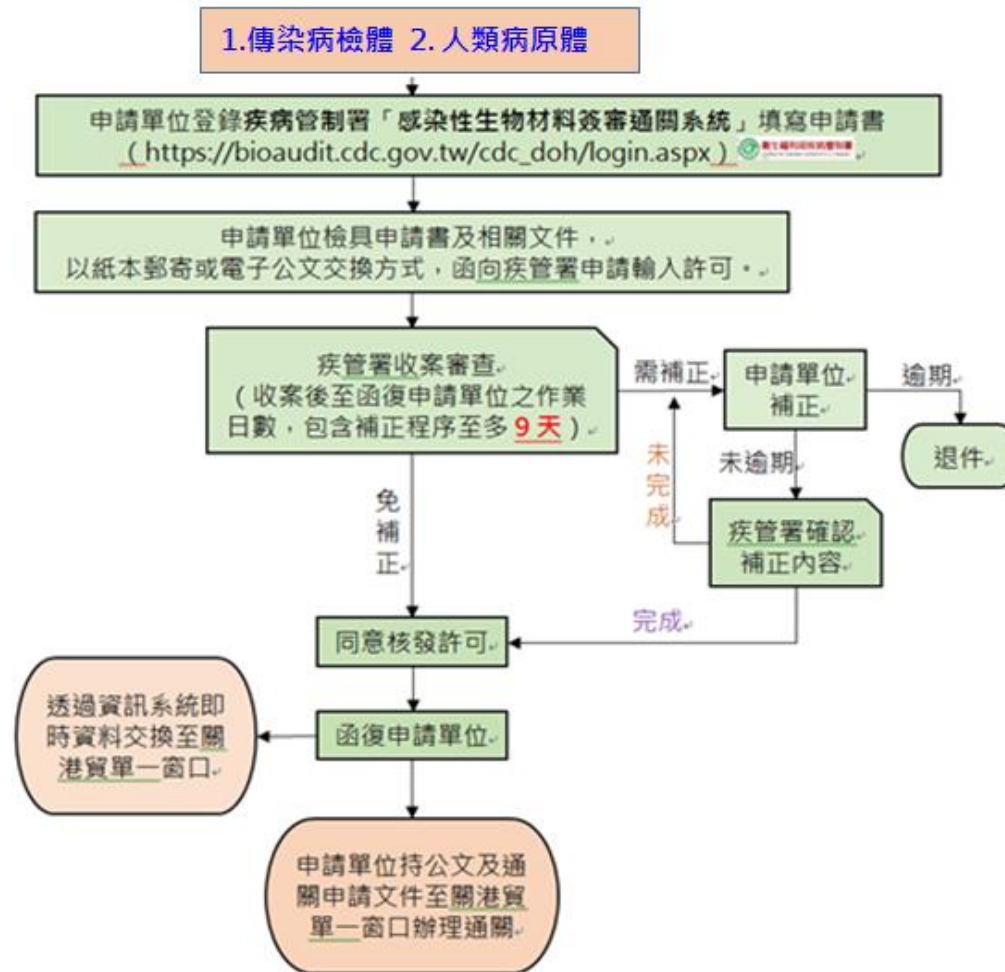 1.傳染病檢體 2.人類病原體
申請單位登錄疾病管制署「感染性生物材料簽審通關系統」填寫申請書
（https://bioaudit.cdc.gov.tw/cdc_doh/login.aspx）
衛生福利部疾病管制署
申請單位檢具申請書及相關文件，
以紙本郵寄或電子公文交換方式，函向疾管署申請輸入許可。
疾管署收案審查
（收案後至函復申請單位之作業
日數，包含補正程序至多 9 天）
需補正
申請單位
補正
逾期
退件
未逾期
未完成
疾管署確認
補正內容
免補正
完成
同意核發許可
函復申請單位
透過資訊系統即
時資料交換至關
港貿單一窗口
申請單位持公文及通
關申請文件至關港貿
單一窗口辦理通關